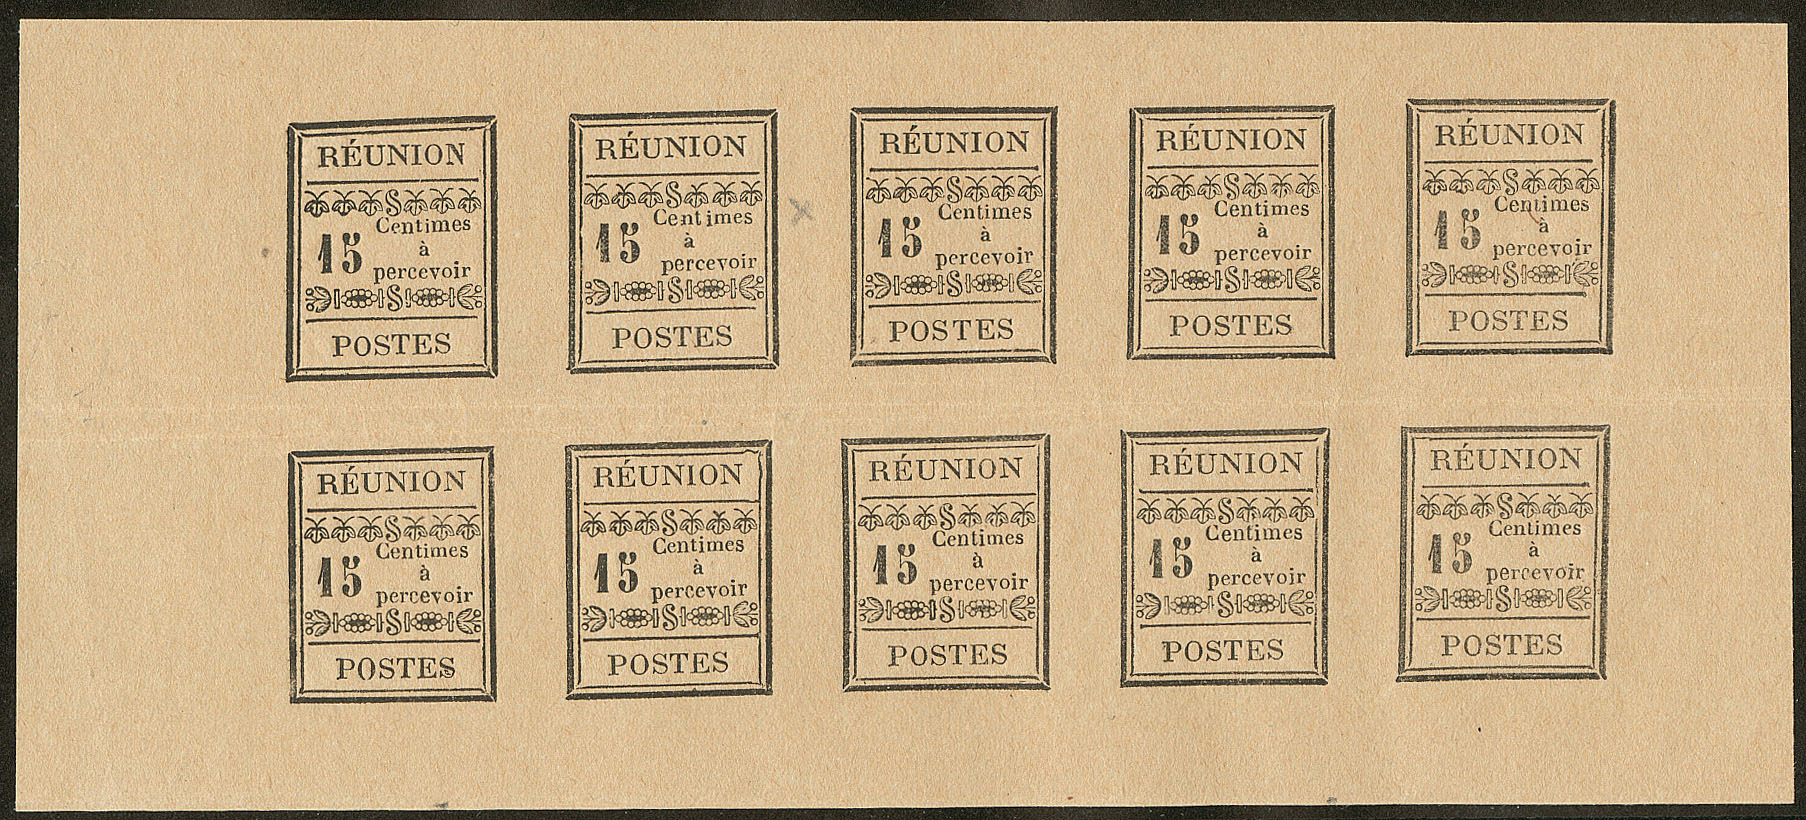 RÉUNION
15 Centimes
à
percevoir
POSTES
RÉUNION
15 Centimes
à
percevoir
POSTES
RÉUNION
15 Centimes
à
percevoir
POSTES
RÉUNION
15 Centimes
à
percevoir
POSTES
RÉUNION
15 Centimes
à
percevoir
POSTES
RÉUNION
15 Centimes
à
percevoir
POSTES
RÉUNION
15 Centimes
à
percevoir
POSTES
RÉUNION
15 Centimes
à
percevoir
POSTES
RÉUNION
15 Centimes
à
percevoir
POSTES
RÉUNION
15 Centimes
à
percevoir
POSTES